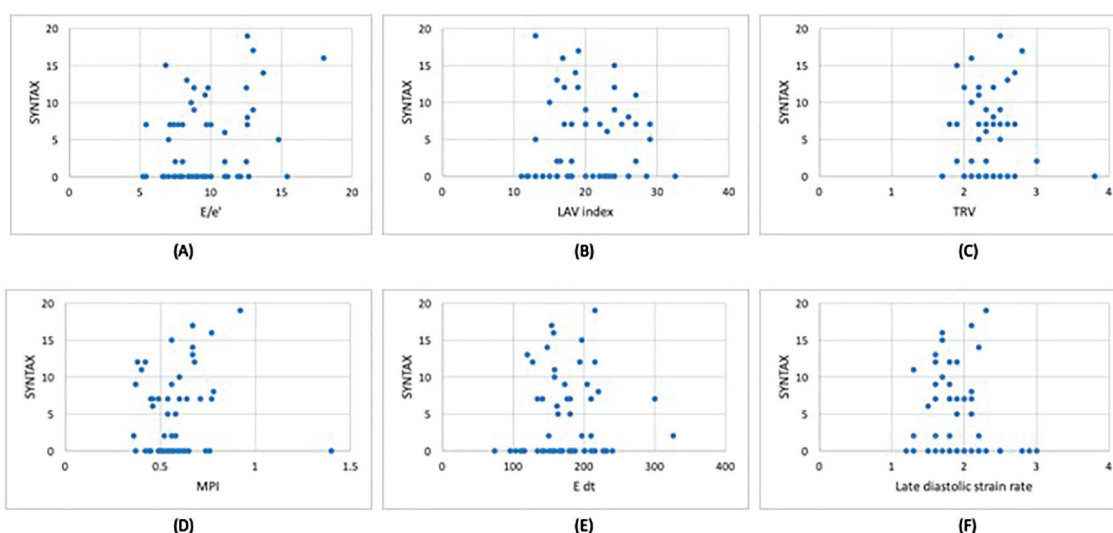 20
15
10
5
0
SYNTAX
0 5 10 15 20
E/e'
(A)
20
15
10
5
0
SYNTAX
0 10 20 30 40
LAV index
(B)
20
15
10
5
0
SYNTAX
0 1 2 3 4
TRV
(C)
20
15
10
5
0
SYNTAX
0 0.5 1 1.5
MPI
(D)
20
15
10
5
0
SYNTAX
0 100 200 300 400
E dt
(E)
20
15
10
5
0
SYNTAX
0 1 2 3 4
Late diastolic strain rate
(F)